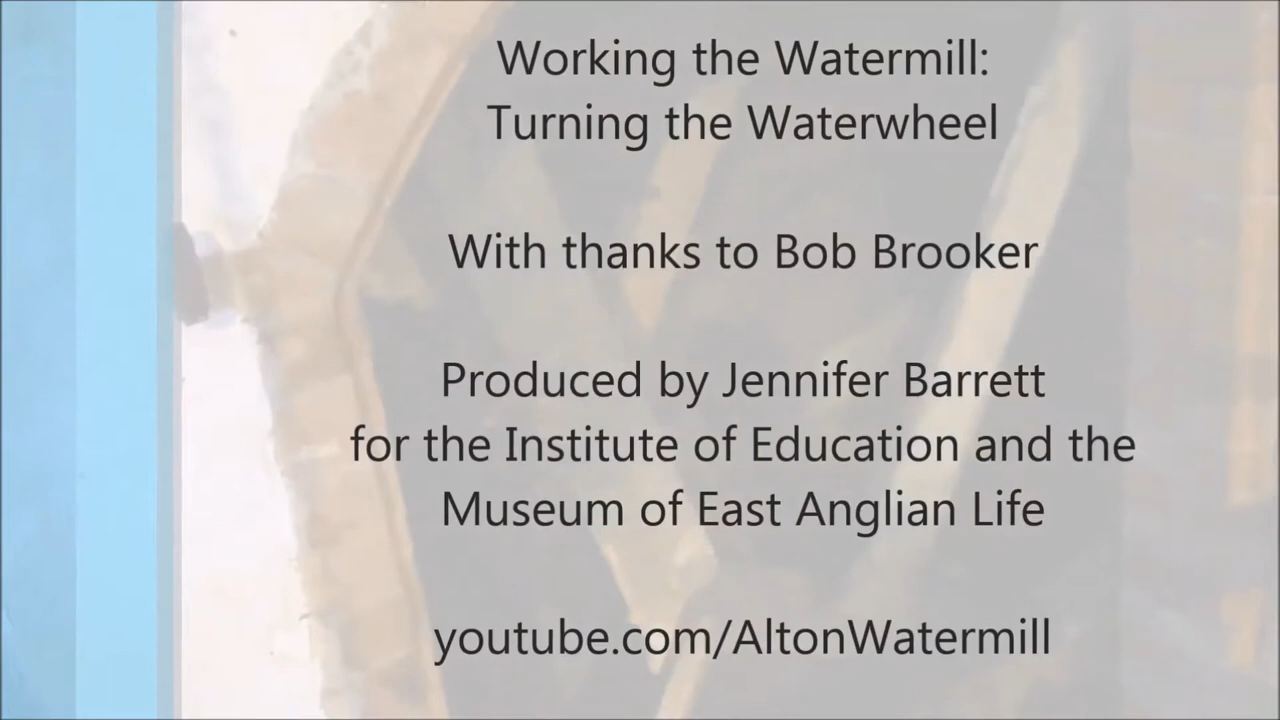 Working the Watermill:
Turning the Waterwheel
With thanks to Bob Brooker
Produced by Jennifer Barrett
for the Institute of Education and the
Museum of East Anglian Life
youtube.com/AltonWatermill